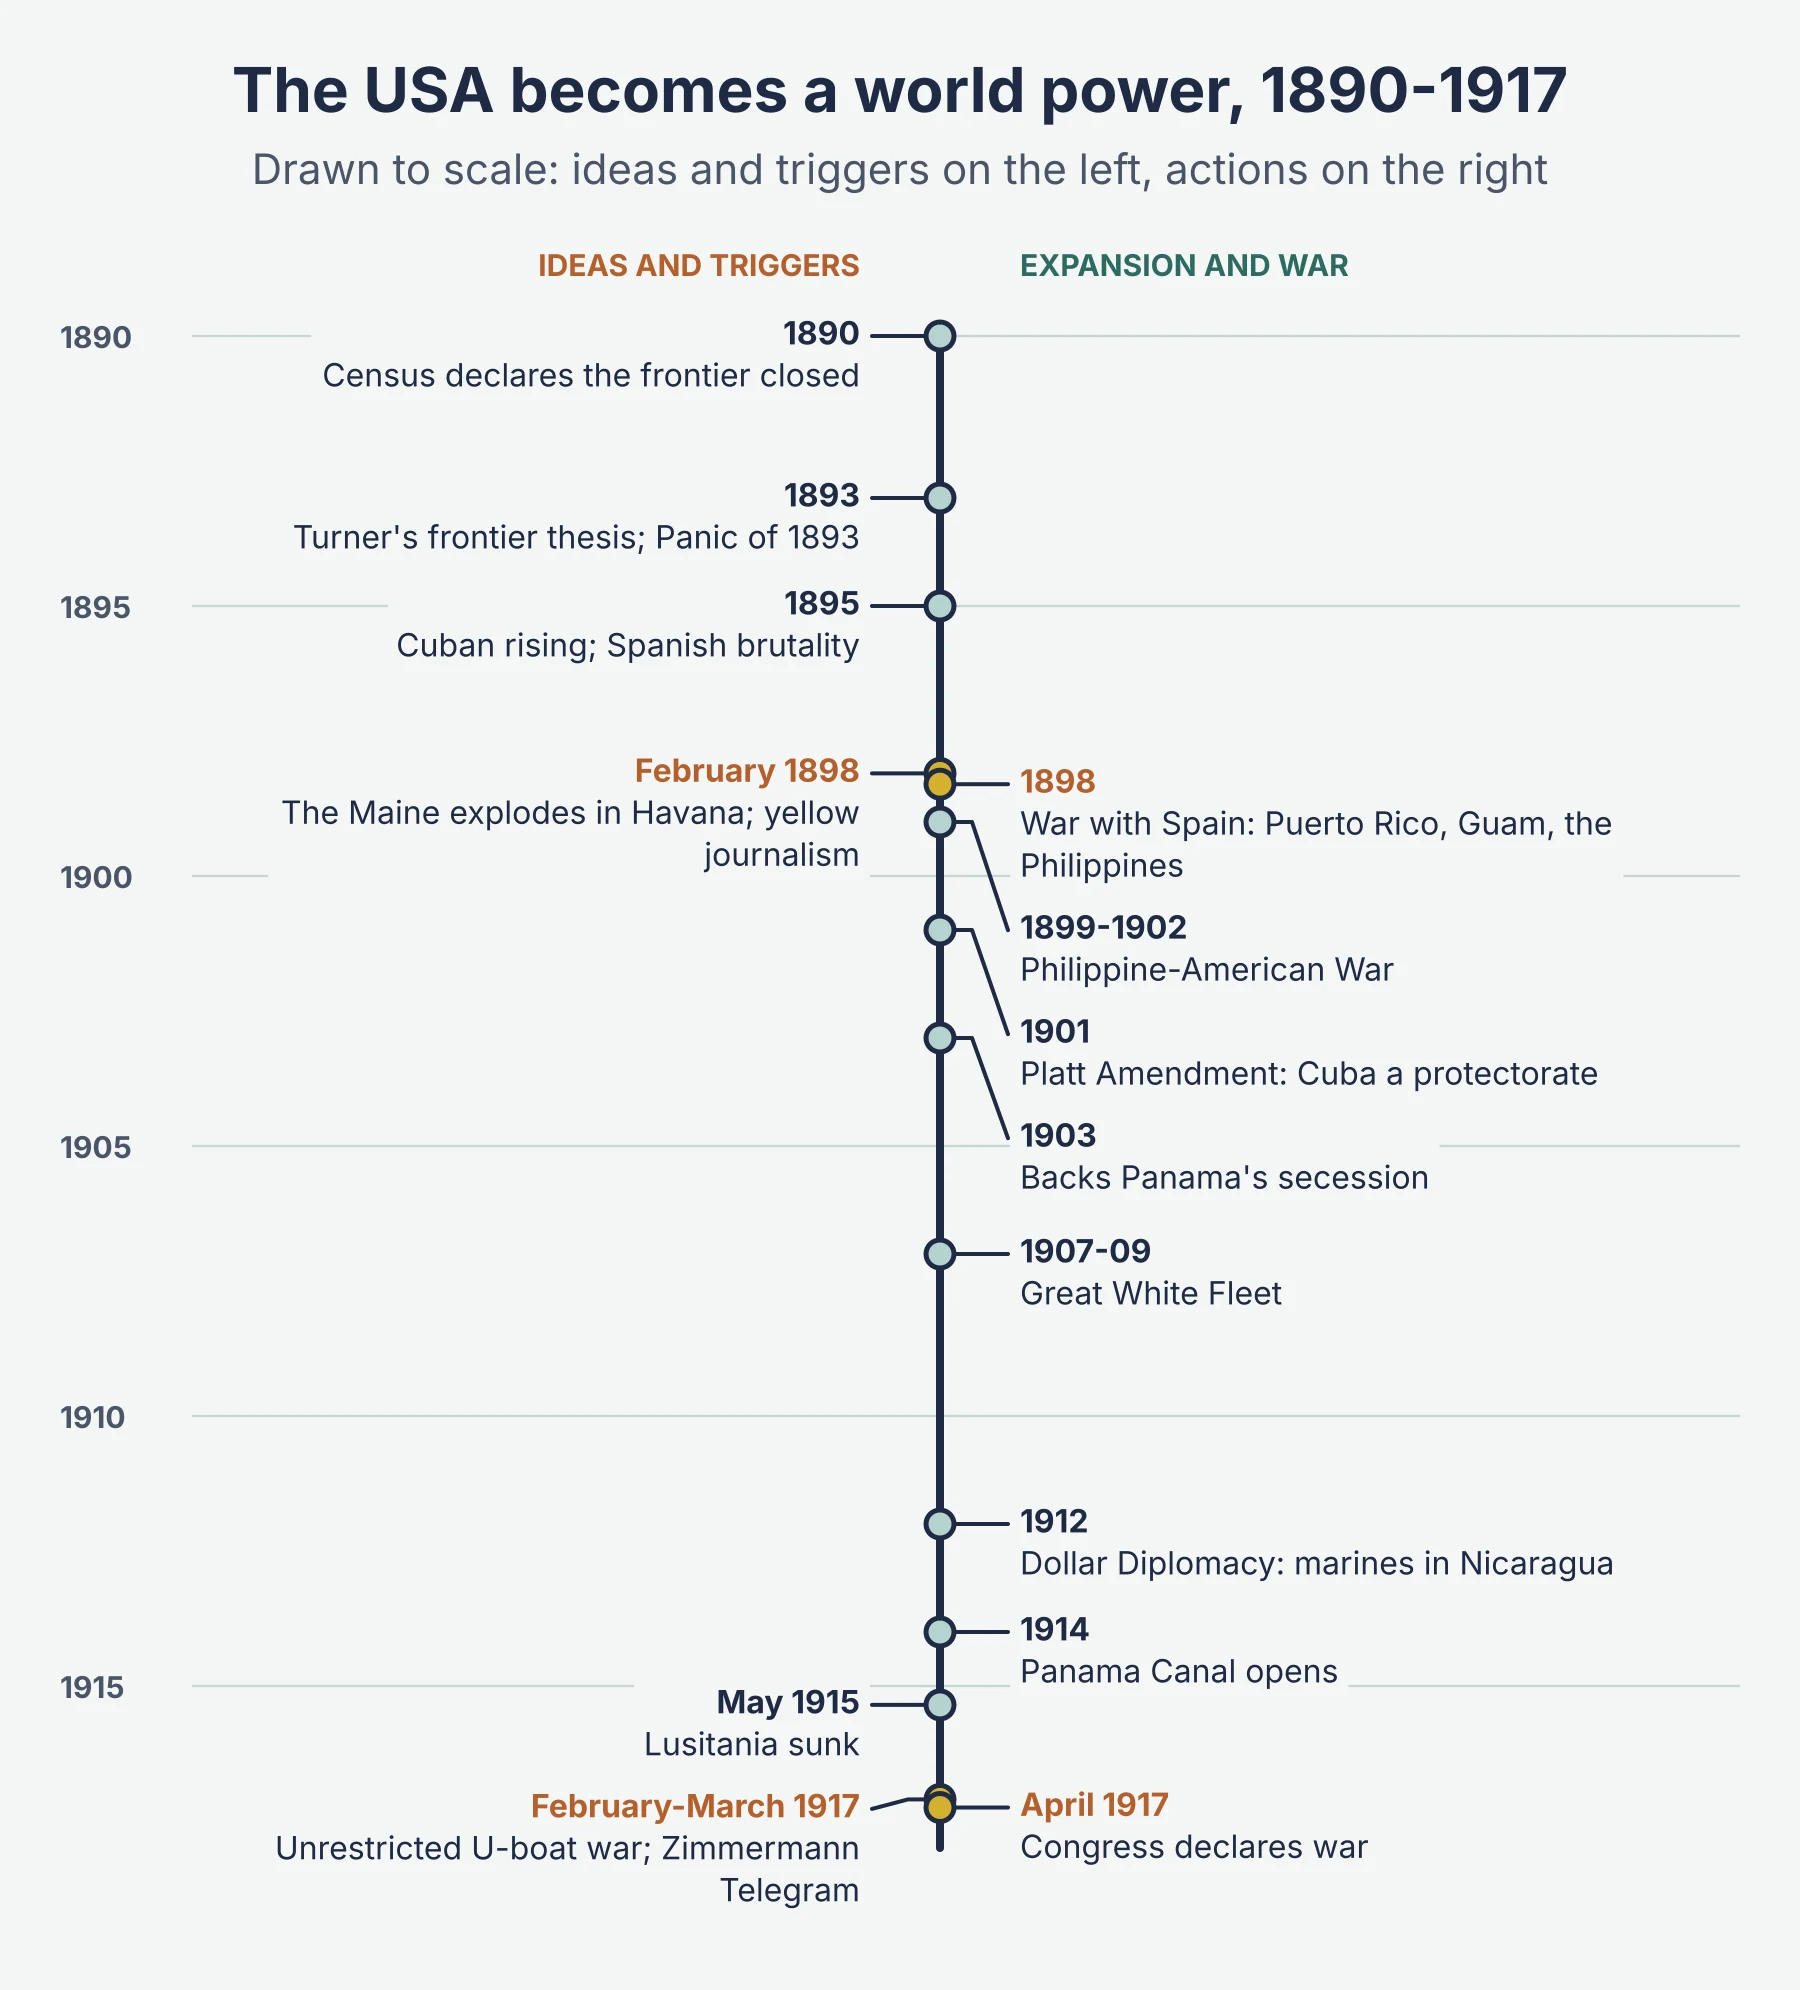 The USA becomes a world power, 1890-1917
Drawn to scale: ideas and triggers on the left, actions on the right
IDEAS AND TRIGGERS
EXPANSION AND WAR
1890
1890
Census declares the frontier closed
1893
Turner's frontier thesis; Panic of 1893
1895
1895
Cuban rising; Spanish brutality
February 1898
The Maine explodes in Havana; yellow
journalism
1898
War with Spain: Puerto Rico, Guam, the
Philippines
1900
1899-1902
Philippine-American War
1901
Platt Amendment: Cuba a protectorate
1905
1903
Backs Panama's secession
1907-09
Great White Fleet
1910
1912
Dollar Diplomacy: marines in Nicaragua
1914
Panama Canal opens
1915
May 1915
Lusitania sunk
February-March 1917
Unrestricted U-boat war; Zimmermann
Telegram
April 1917
Congress declares war